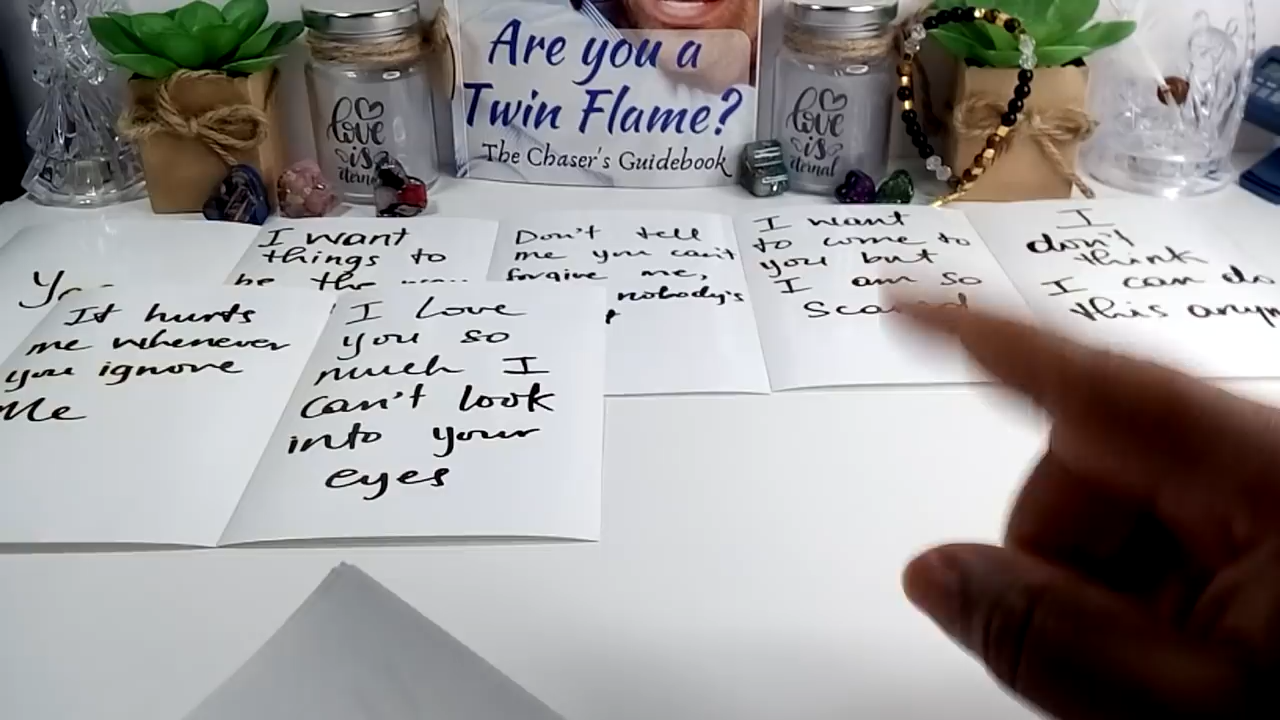 Are you a
Twin Flame?
The Chaser's Guidebook
love
is
eternal
love
is
eternal
I want
things to
be the
Don't tell
me you can't
forgive me,
nobody's
I want
to come to
you but
I am so
I
don't
think
I can do
this
It hurts
me whenever
you ignore
Me
I Love
you so
much I
can't look
into your
eyes